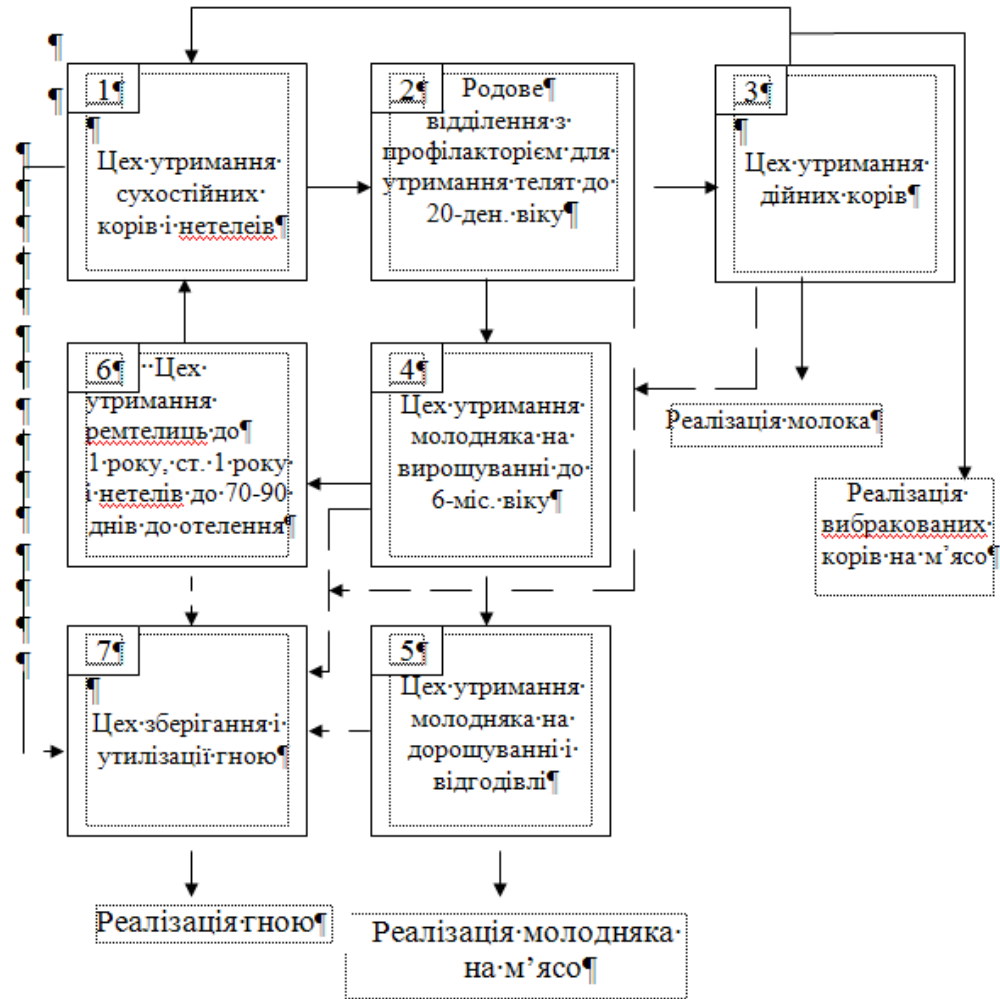 1
Цех утримання
сухостійних
корів і нетелеів
2 Родове
відділення з
профілакторієм для
утримання телят до
20-ден. віку
3
Цех утримання
дійних корів
6 Цех
утримання
ремтелиць до
1 року, ст. 1 року
і нетелів до 70-90
днів до отелення
4
Цех утримання
молодняка на
вирощуванні до
6-міс. віку
Реалізація молока
Реалізація
вибракованих
корів на м’ясо
7
Цех зберігання і
утилізації гною
5
Цех утримання
молодняка на
дорощуванні і
відгодівлі
Реалізація гною
Реалізація молодняка
на м’ясо